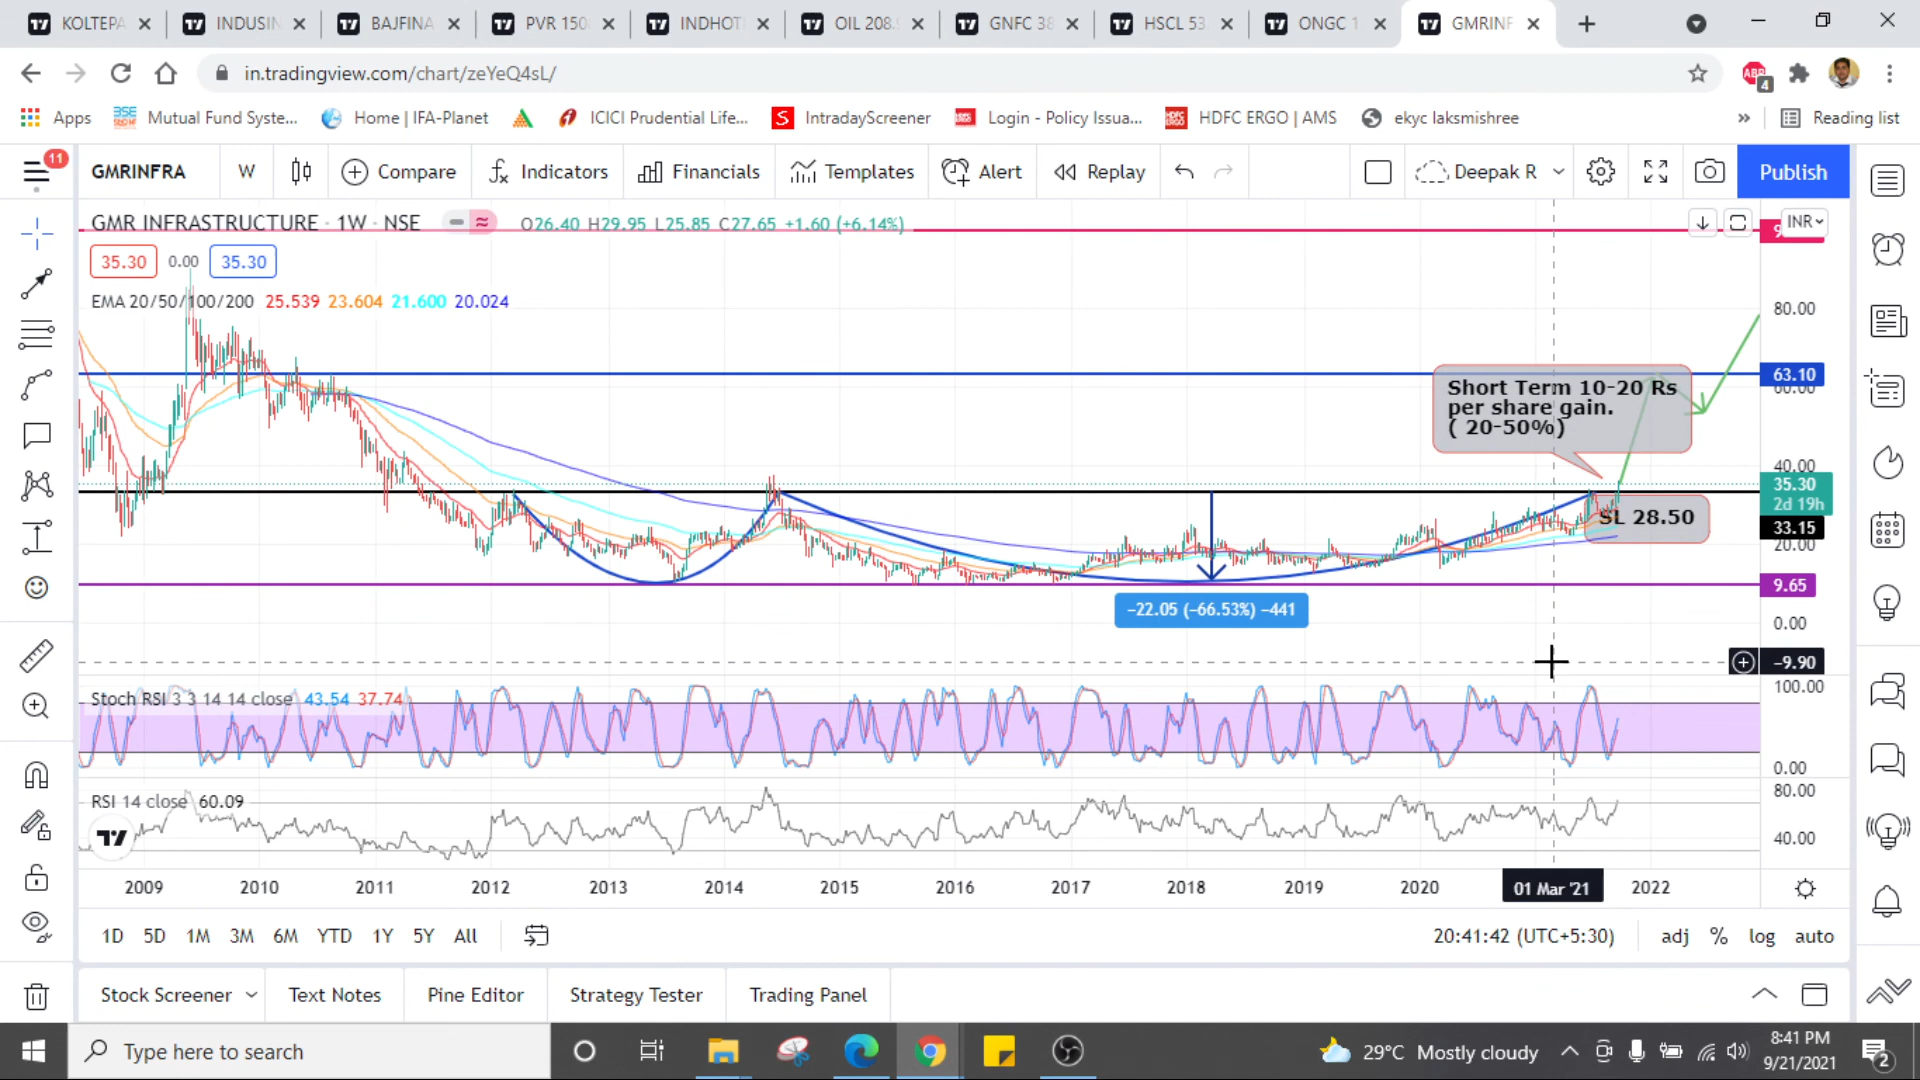 KOLTEPA
INDUSIN
BAJFINA
PVR 150
INDHOT
OIL 208.
GNFC 38
HSCL 53
ONGC 1
GMRINF
in.tradingview.com/chart/zeYeQ4sL/
ABP
4
Apps
BSE
Mutual Fund Syste...
Home | IFA-Planet
ICICI Prudential Life...
S
IntradayScreener
Login - Policy Issua...
HDFC ERGO | AMS
ekyc laksmishree
»
Reading list
11
GMRINFRA
W
Compare
Indicators
Financials
Templates
Alert
Replay
Deepak R
Publish
GMR INFRASTRUCTURE · 1W · NSE
O26.40 H29.95 L25.85 C27.65 +1.60 (+6.14%)
INR
35.30 0.00 35.30
EMA 20/50/100/200 25.539 23.604 21.600 20.024
80.00
63.10
60.00
Short Term 10-20 Rs
per share gain.
( 20-50%)
40.00
35.30
2d 19h
SL 28.50
33.15
20.00
9.65
−22.05 (−66.53%) −441
0.00
−9.90
Stoch RSI 3 3 14 14 close 43.54 37.74
100.00
0.00
RSI 14 close 60.09
80.00
40.00
2009 2010 2011 2012 2013 2014 2015 2016 2017 2018 2019 2020 01 Mar '21 2022
1D 5D 1M 3M 6M YTD 1Y 5Y All
20:41:42 (UTC+5:30)
adj % log auto
Stock Screener
Text Notes
Pine Editor
Strategy Tester
Trading Panel
Type here to search
29°C Mostly cloudy
8:41 PM
9/21/2021
2